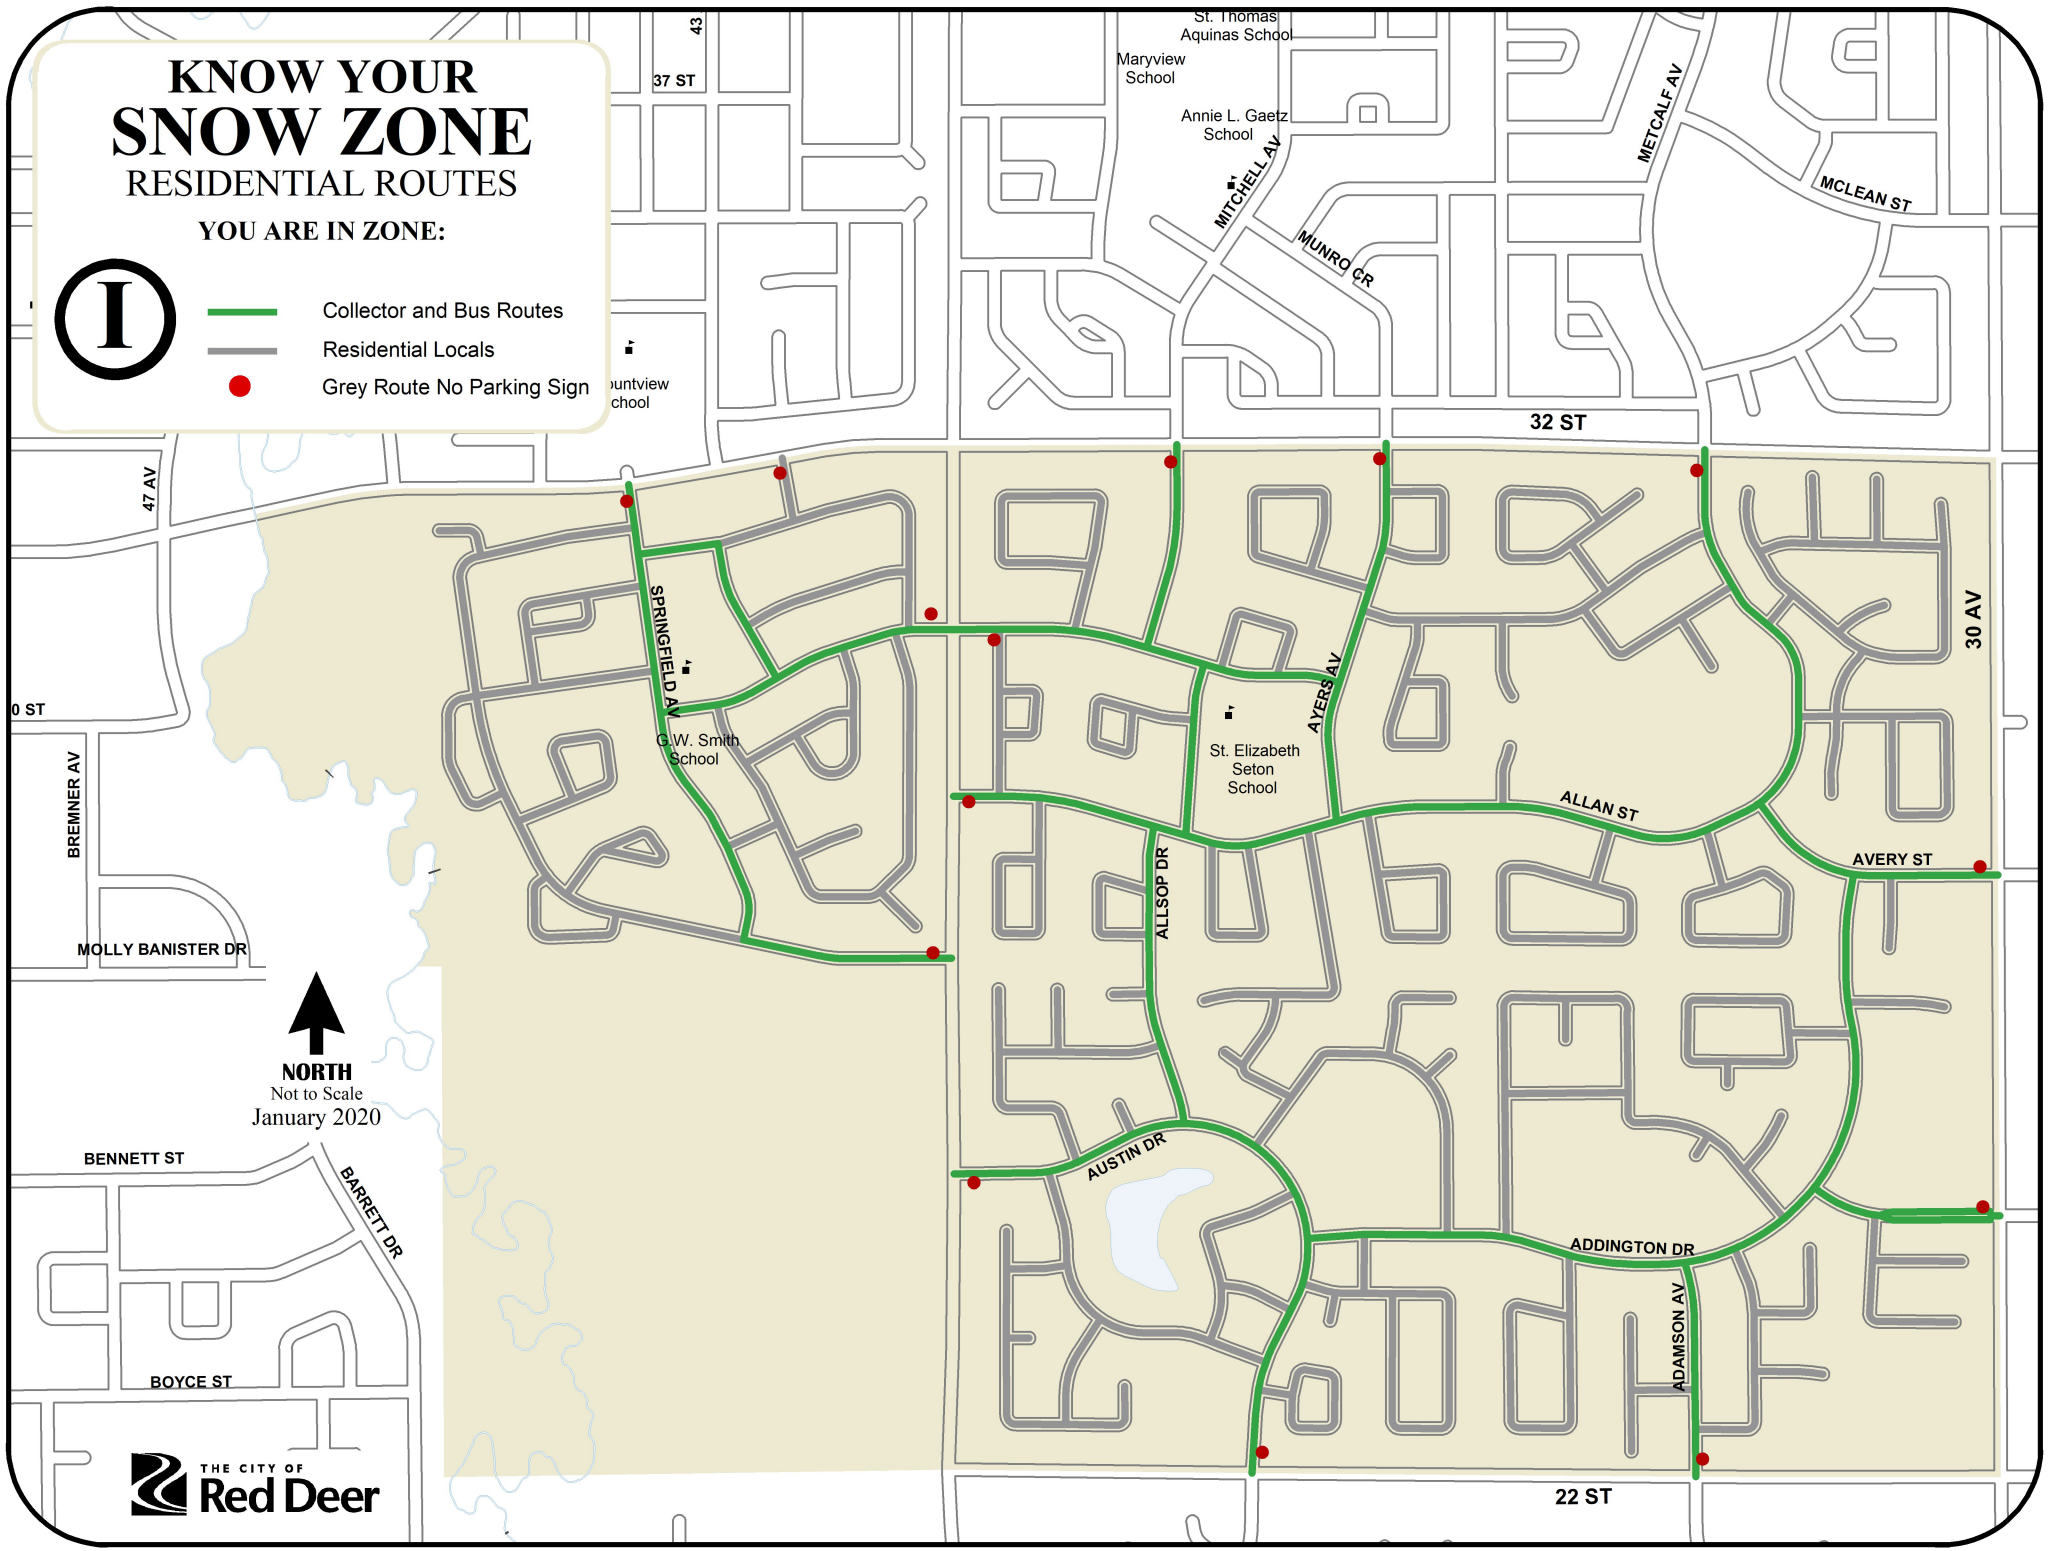 KNOW YOUR
SNOW ZONE
RESIDENTIAL ROUTES
YOU ARE IN ZONE:
I
Collector and Bus Routes
Residential Locals
Grey Route No Parking Sign
43
37 ST
St. Thomas
Aquinas School
Maryview
School
Annie L. Gaetz
School
MITCHELL AV
MUNRO CR
METCALF AV
MCLEAN ST
ountview
chool
32 ST
47 AV
SPRINGFIELD AV
G.W. Smith
School
0 ST
BREMNER AV
MOLLY BANISTER DR
AYERS AV
St. Elizabeth
Seton
School
30 AV
ALLAN ST
AVERY ST
ALLSOP DR
NORTH
Not to Scale
January 2020
BENNETT ST
BARRETT DR
AUSTIN DR
ADDINGTON DR
ADAMSON AV
BOYCE ST
THE CITY OF
Red Deer
22 ST